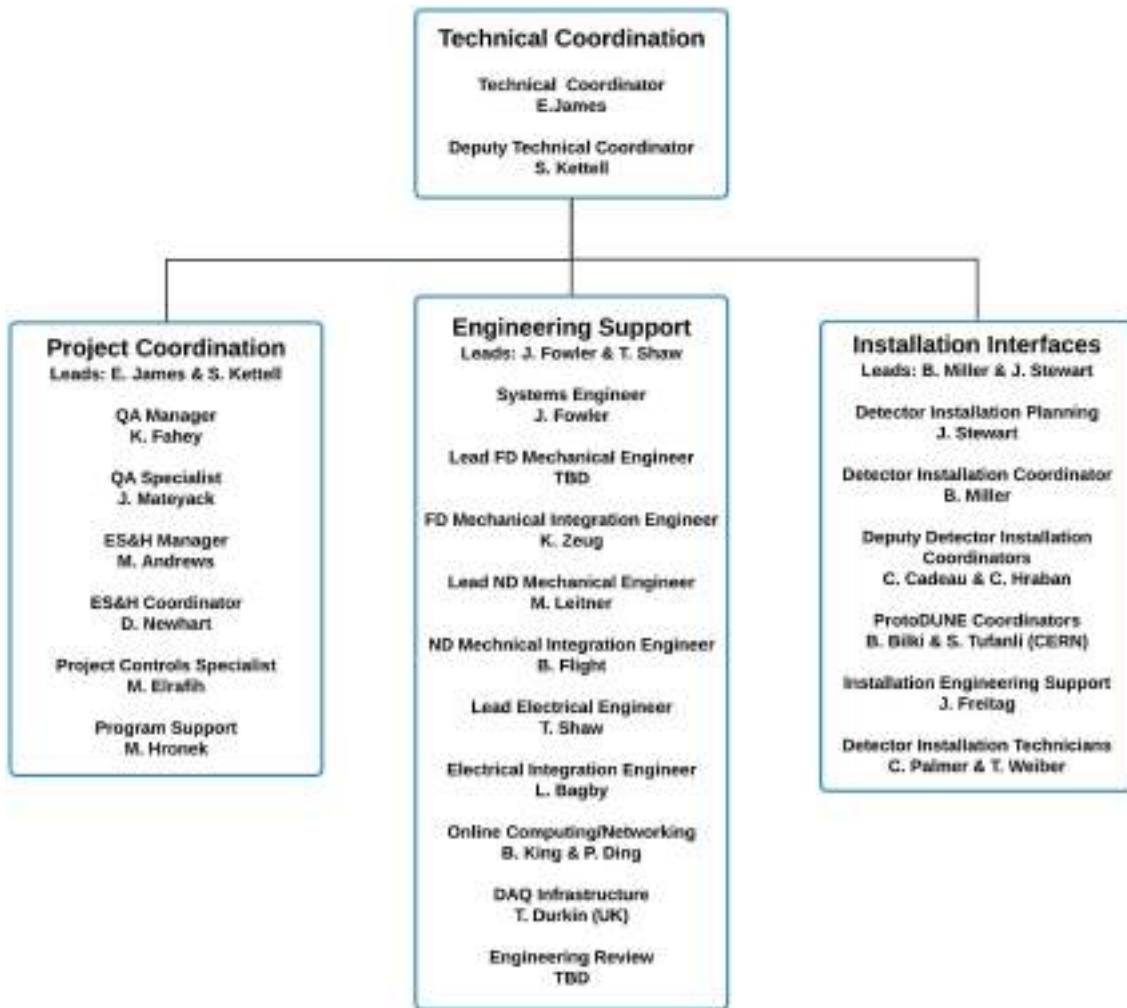 Technical Coordination
Technical Coordinator
E.James
Deputy Technical Coordinator
S. Kettell
Project Coordination
Leads: E. James & S. Kettell
QA Manager
K. Fahey
QA Specialist
J. Mateyack
ES&H Manager
M. Andrews
ES&H Coordinator
D. Newhart
Project Controls Specialist
M. Elrafih
Program Support
M. Hronek
Engineering Support
Leads: J. Fowler & T. Shaw
Systems Engineer
J. Fowler
Lead FD Mechanical Engineer
TBD
FD Mechanical Integration Engineer
K. Zeug
Lead ND Mechanical Engineer
M. Leitner
ND Mechnical Integration Engineer
B. Flight
Lead Electrical Engineer
T. Shaw
Electrical Integration Engineer
L. Bagby
Online Computing/Networking
B. King & P. Ding
DAQ Infrastructure
T. Durkin (UK)
Engineering Review
TBD
Installation Interfaces
Leads: B. Miller & J. Stewart
Detector Installation Planning
J. Stewart
Detector Installation Coordinator
B. Miller
Deputy Detector Installation
Coordinators
C. Cadeau & C. Hraban
ProtoDUNE Coordinators
B. Bilki & S. Tufanli (CERN)
Installation Engineering Support
J. Freitag
Detector Installation Technicians
C. Palmer & T. Weiber